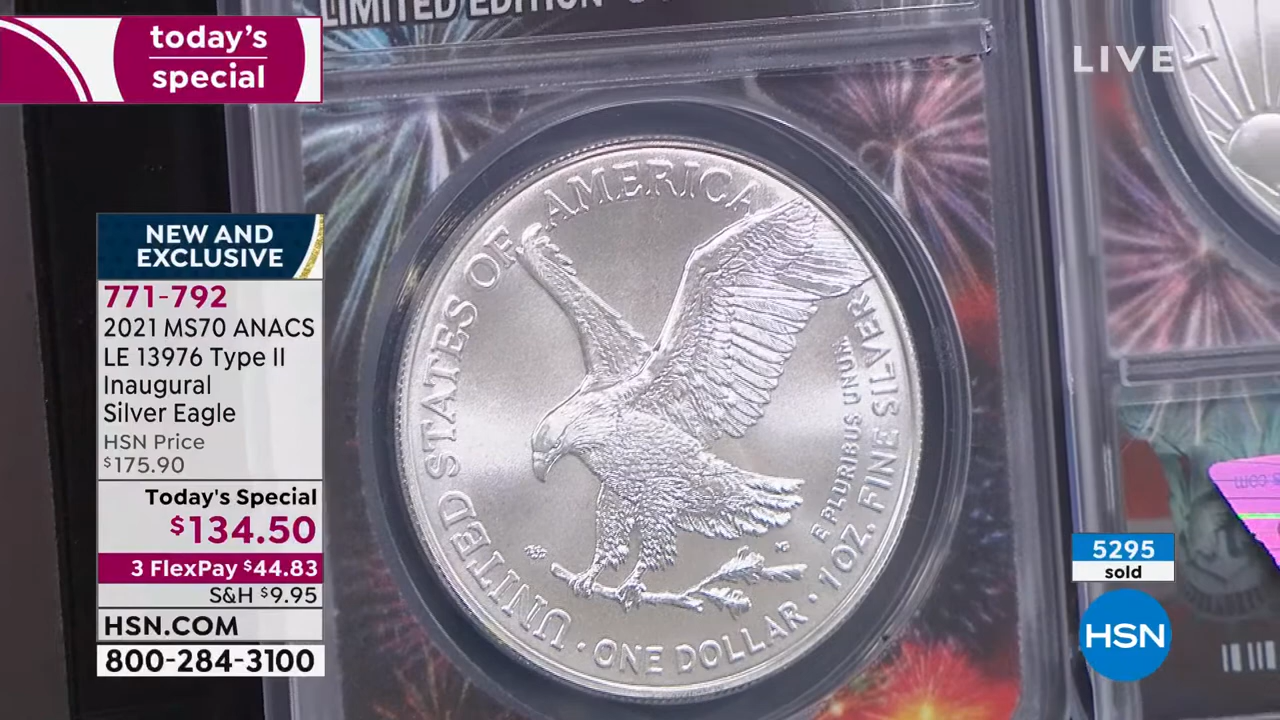 LIMITED EDITION
today's
special
LIVE
NEW AND
EXCLUSIVE
771-792
2021 MS70 ANACS
LE 13976 Type II
Inaugural
Silver Eagle
HSN Price
$175.90
Today's Special
$134.50
3 FlexPay $44.83
S&H $9.95
HSN.COM
800-284-3100
UNITED STATES OF AMERICA
E PLURIBUS UNUM
1 OZ. FINE SILVER
ONE DOLLAR
5295
sold
HSN